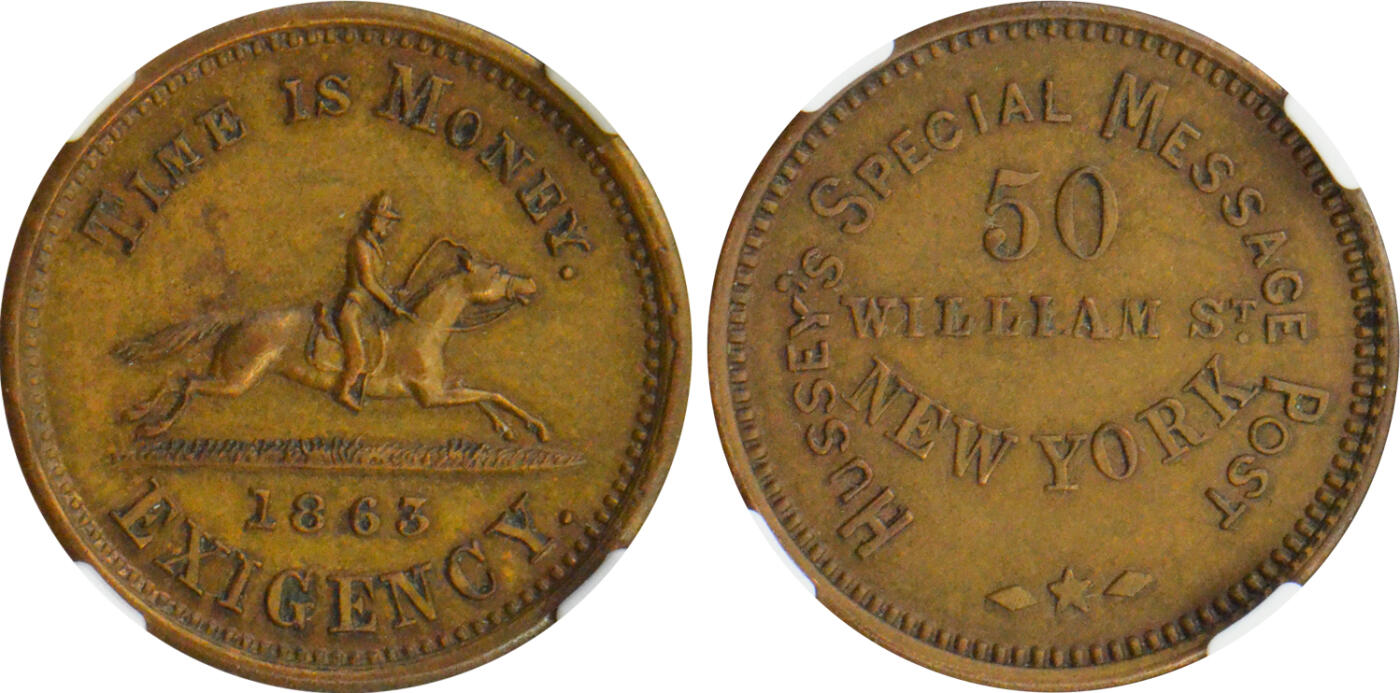 TIME IS MONEY.
1863
EXIGENCY.
HUSSEY'S SPECIAL MESSAGE POST
50
WILLIAM ST.
NEW YORK